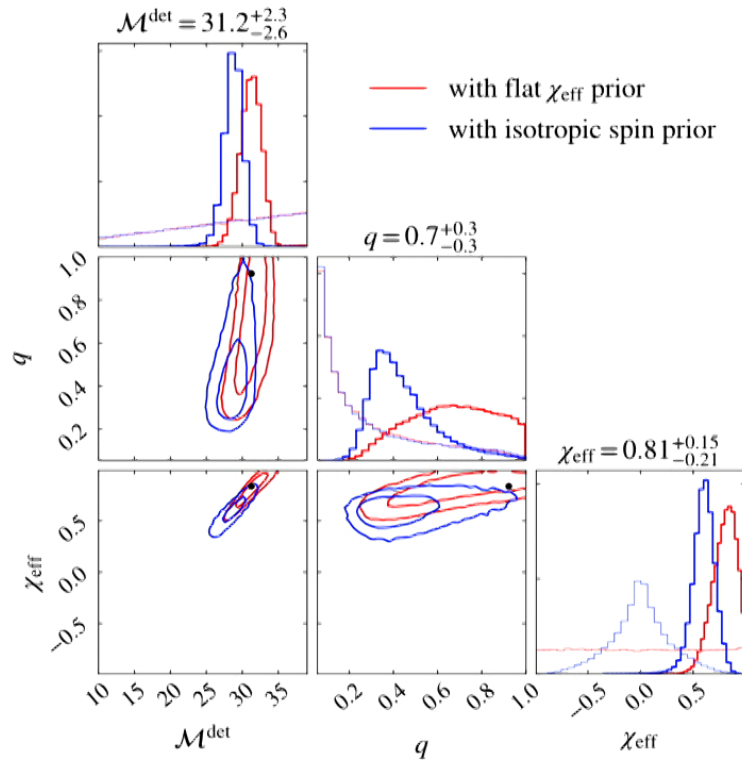 𝓜^det = 31.2^{+2.3}_{−2.6}
with flat χ_eff prior
with isotropic spin prior
q = 0.7^{+0.3}_{−0.3}
1.0
0.8
0.6
0.4
0.2
q
χ_eff = 0.81^{+0.15}_{−0.21}
0.5
0.0
−0.5
χ_eff
10 15 20 25 30 35
0.2 0.4 0.6 0.8 1.0
−0.5 0.0 0.5
𝓜^det
q
χ_eff